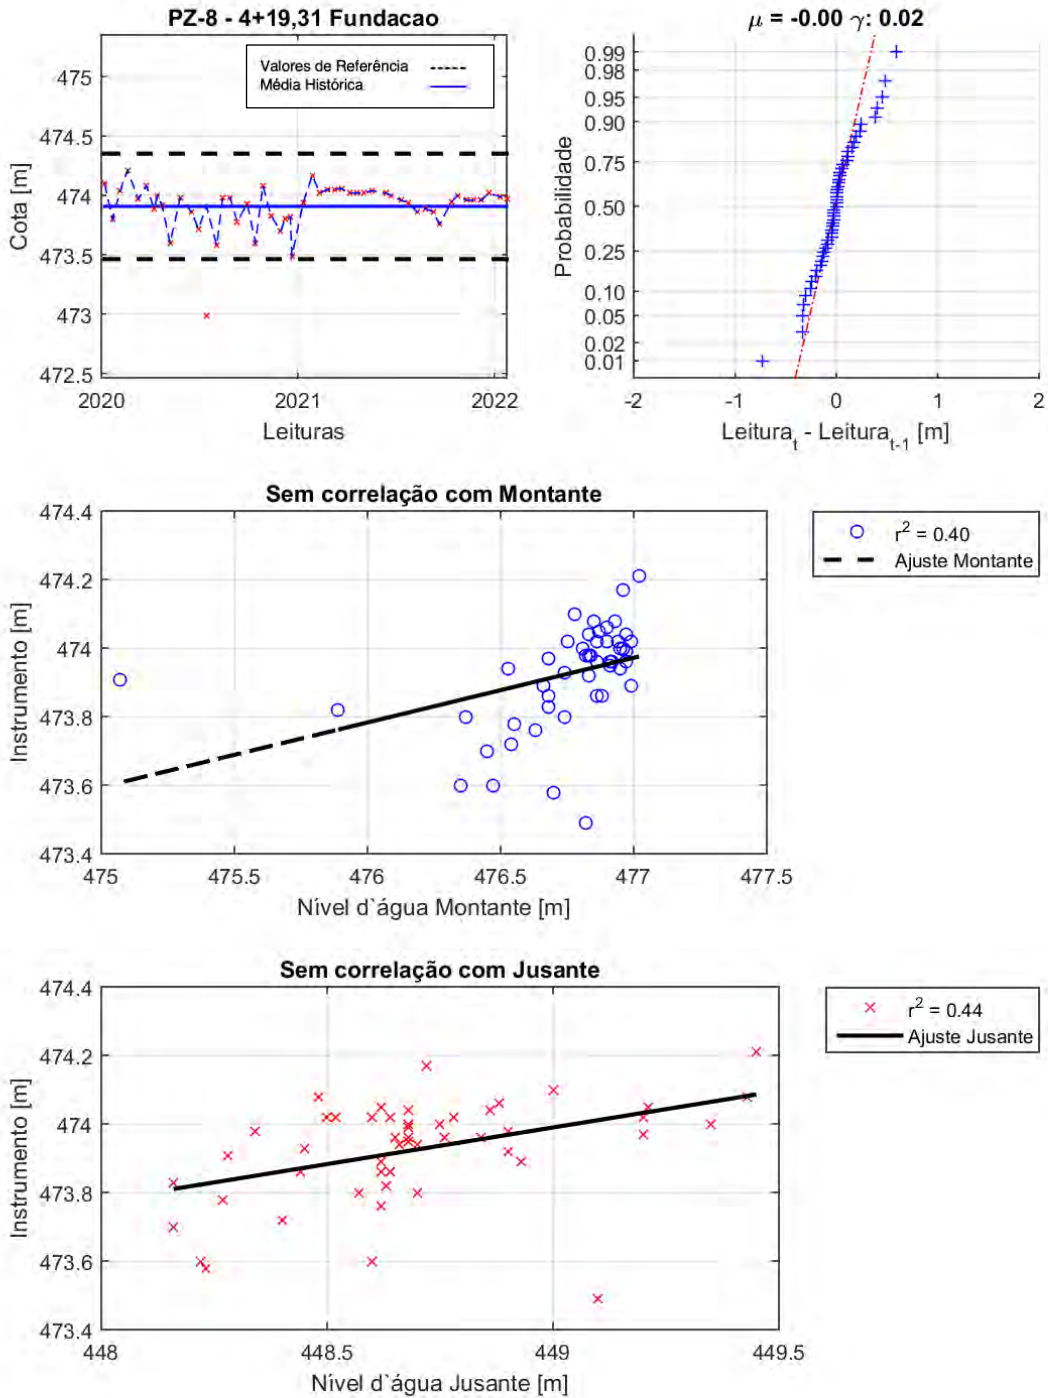 PZ-8 - 4+19,31 Fundacao
Valores de Referência
Média Histórica
475
474.5
474
473.5
473
472.5
2020
2021
2022
Cota [m]
Leituras
μ = -0.00 γ: 0.02
0.99
0.98
0.95
0.90
0.75
0.50
0.25
0.10
0.05
0.02
0.01
-2
-1
0
1
2
Probabilidade
Leitura_t - Leitura_t-1 [m]
Sem correlação com Montante
474.4
474.2
474
473.8
473.6
473.4
475
475.5
476
476.5
477
477.5
Instrumento [m]
Nível d`água Montante [m]
r² = 0.40
Ajuste Montante
Sem correlação com Jusante
474.4
474.2
474
473.8
473.6
473.4
448
448.5
449
449.5
Instrumento [m]
Nível d`água Jusante [m]
r² = 0.44
Ajuste Jusante